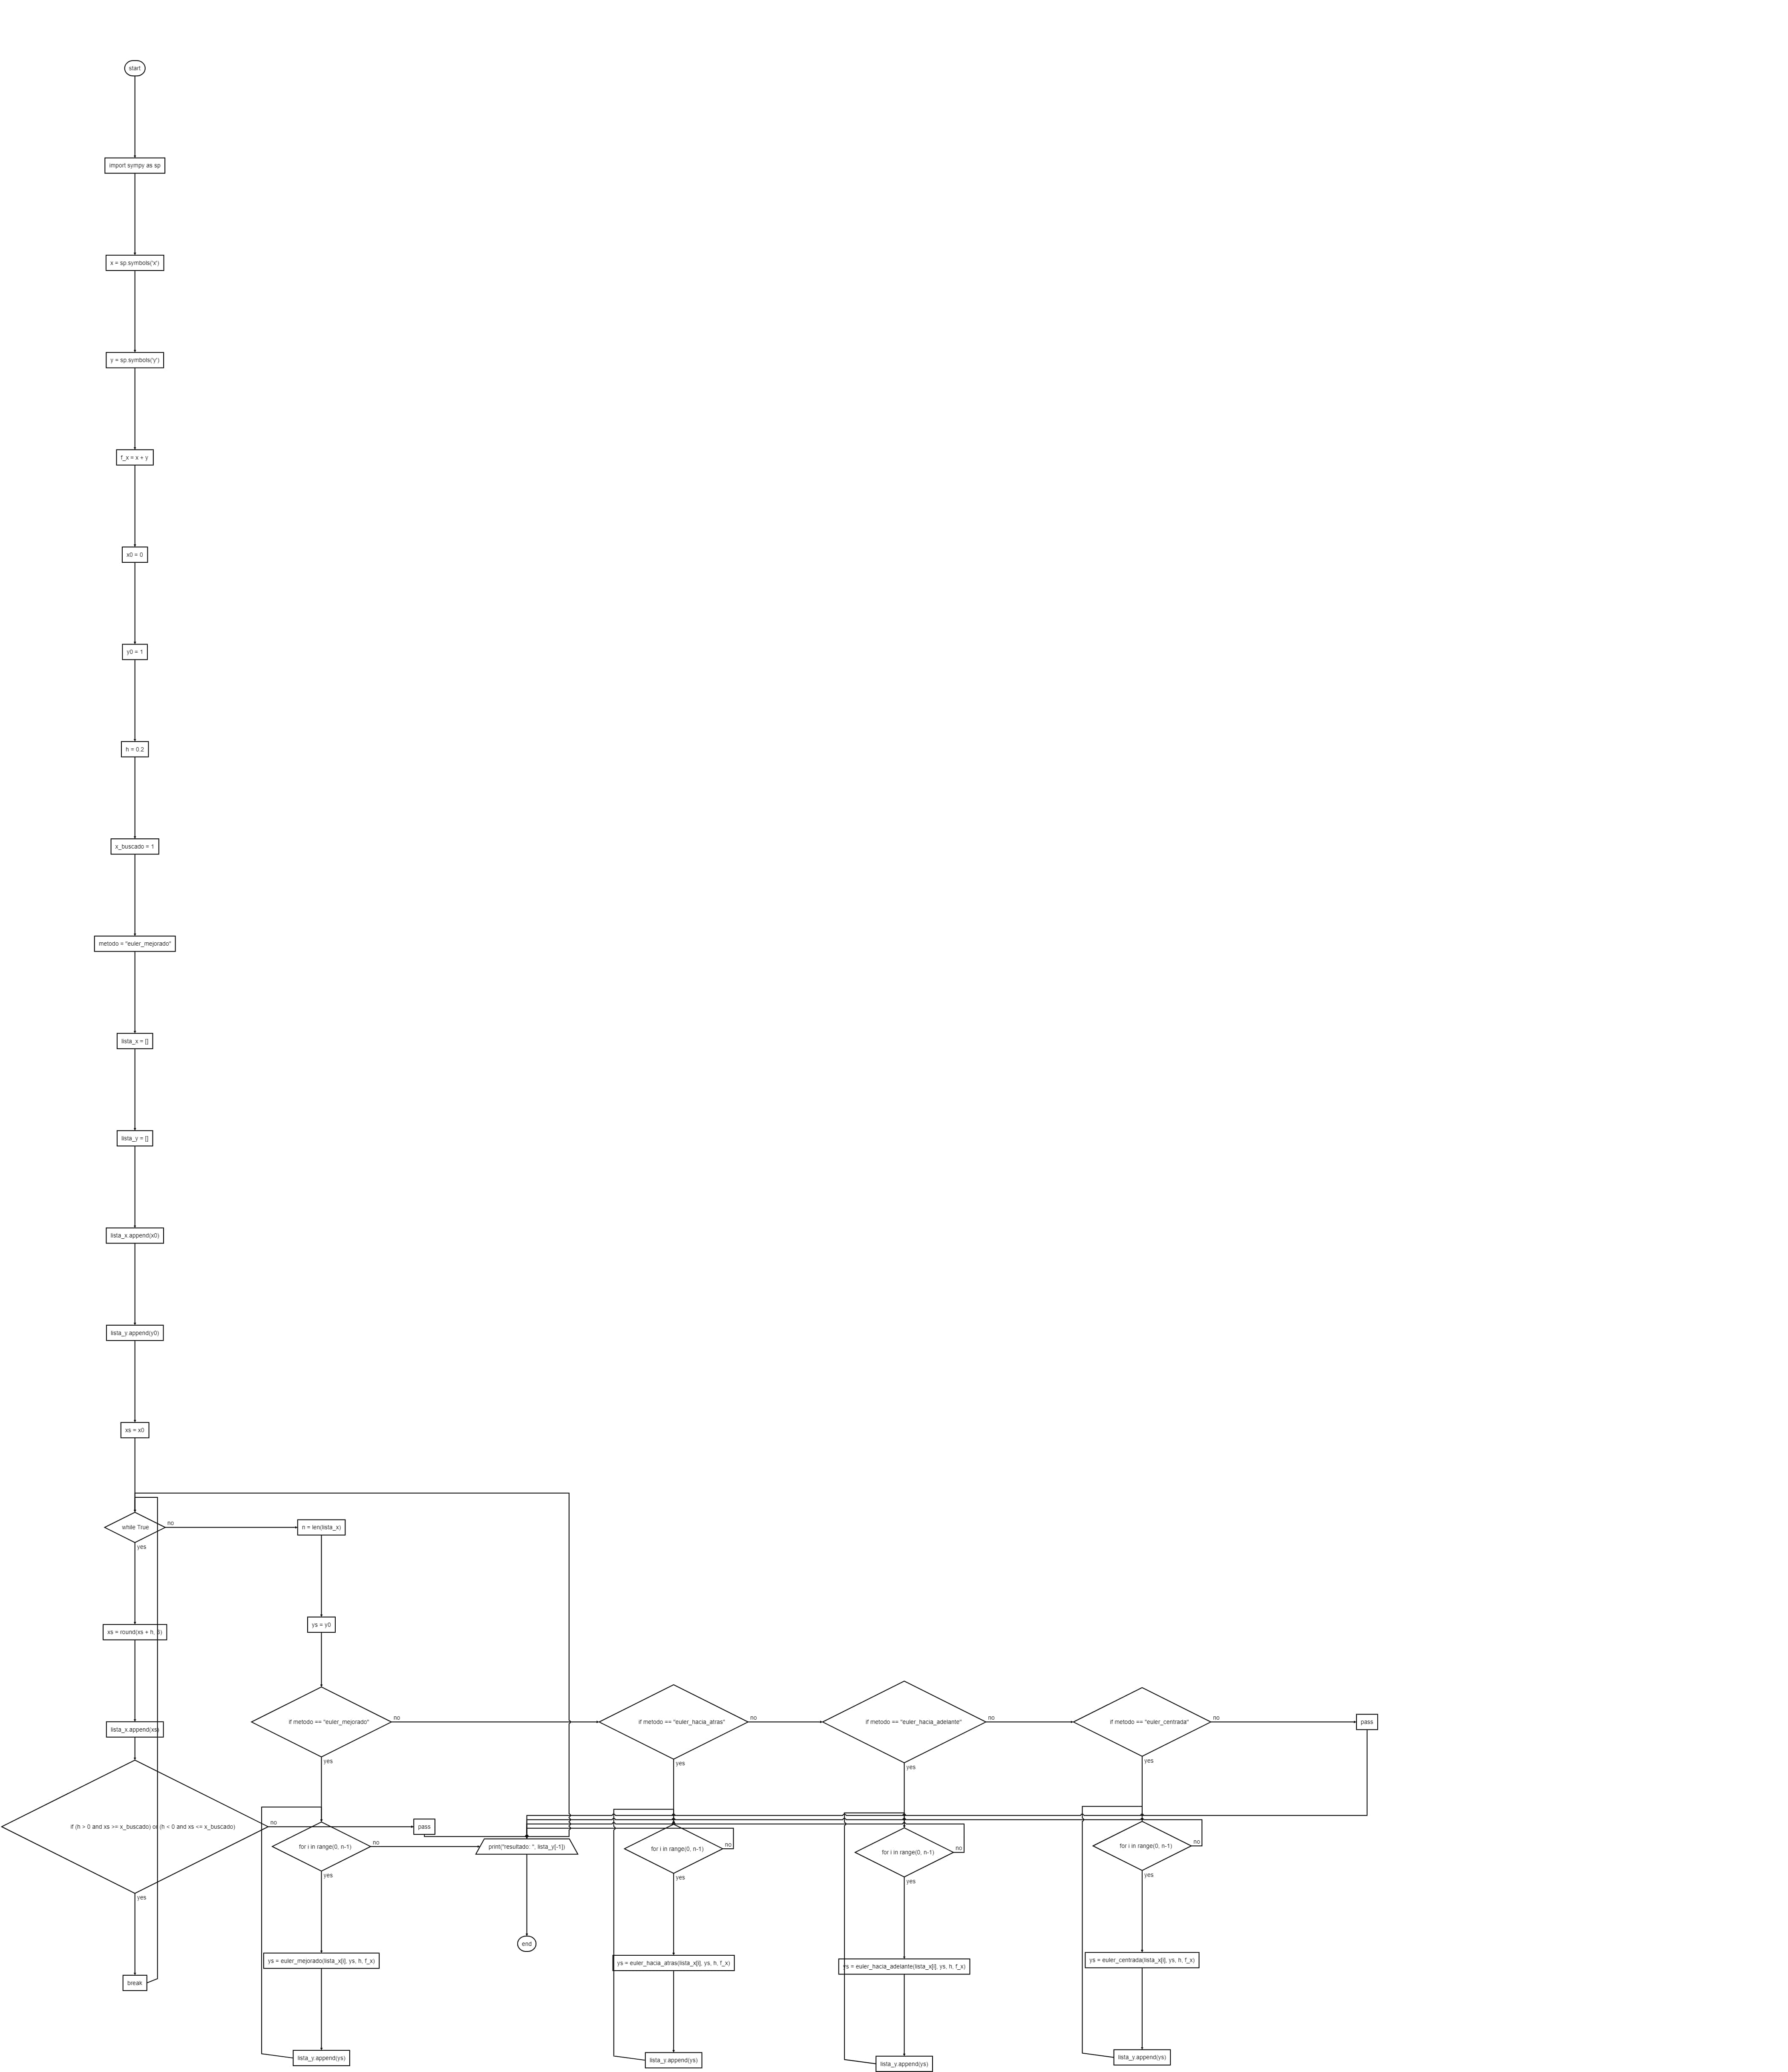 start
import sympy as sp
x = sp.symbols('x')
y = sp.symbols('y')
f_x = x + y
x0 = 0
y0 = 1
h = 0.2
x_buscado = 1
metodo = "euler_mejorado"
lista_x = []
lista_y = []
lista_x.append(x0)
lista_y.append(y0)
xs = x0
while True
no
yes
n = len(lista_x)
xs = round(xs + h, )
ys = y0
lista_x.append(xs)
if metodo == "euler_mejorado"
no
yes
if metodo == "euler_hacia_atras"
no
yes
if metodo == "euler_hacia_adelante"
no
yes
if metodo == "euler_centrada"
no
yes
pass
if (h > 0 and xs >= x_buscado) or (h < 0 and xs <= x_buscado)
no
yes
pass
for i in range(0, n-1)
no
yes
print("resultado: ", lista_y[-1])
for i in range(0, n-1)
no
yes
for i in range(0, n-1)
no
yes
for i in range(0, n-1)
no
yes
end
break
ys = euler_mejorado(lista_x[i], ys, h, f_x)
ys = euler_hacia_atras(lista_x[i], ys, h, f_x)
ys = euler_hacia_adelante(lista_x[i], ys, h, f_x)
ys = euler_centrada(lista_x[i], ys, h, f_x)
lista_y.append(ys)
lista_y.append(ys)
lista_y.append(ys)
lista_y.append(ys)